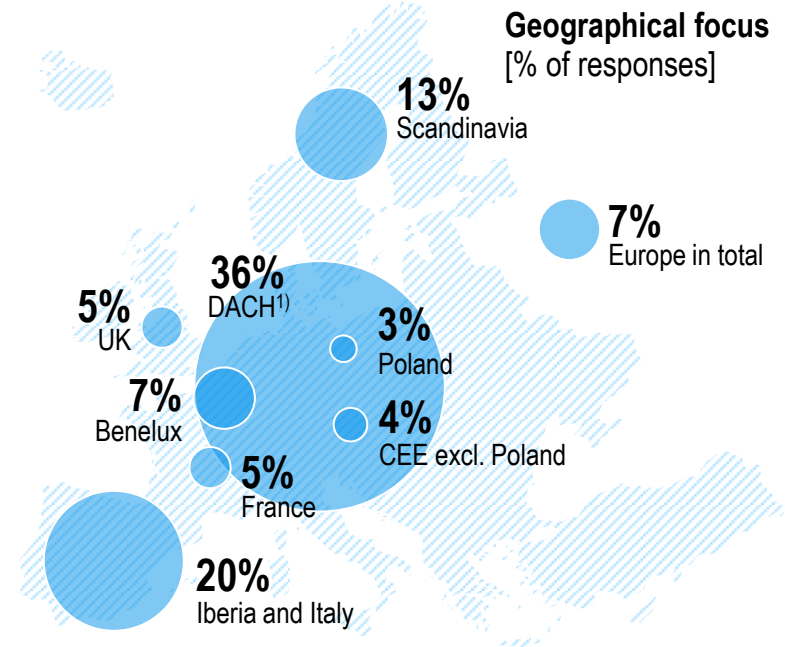 Geographical focus
[% of responses]
13%
Scandinavia
7%
Europe in total
36%
DACH1)
5%
UK
3%
Poland
7%
Benelux
4%
CEE excl. Poland
5%
France
20%
Iberia and Italy